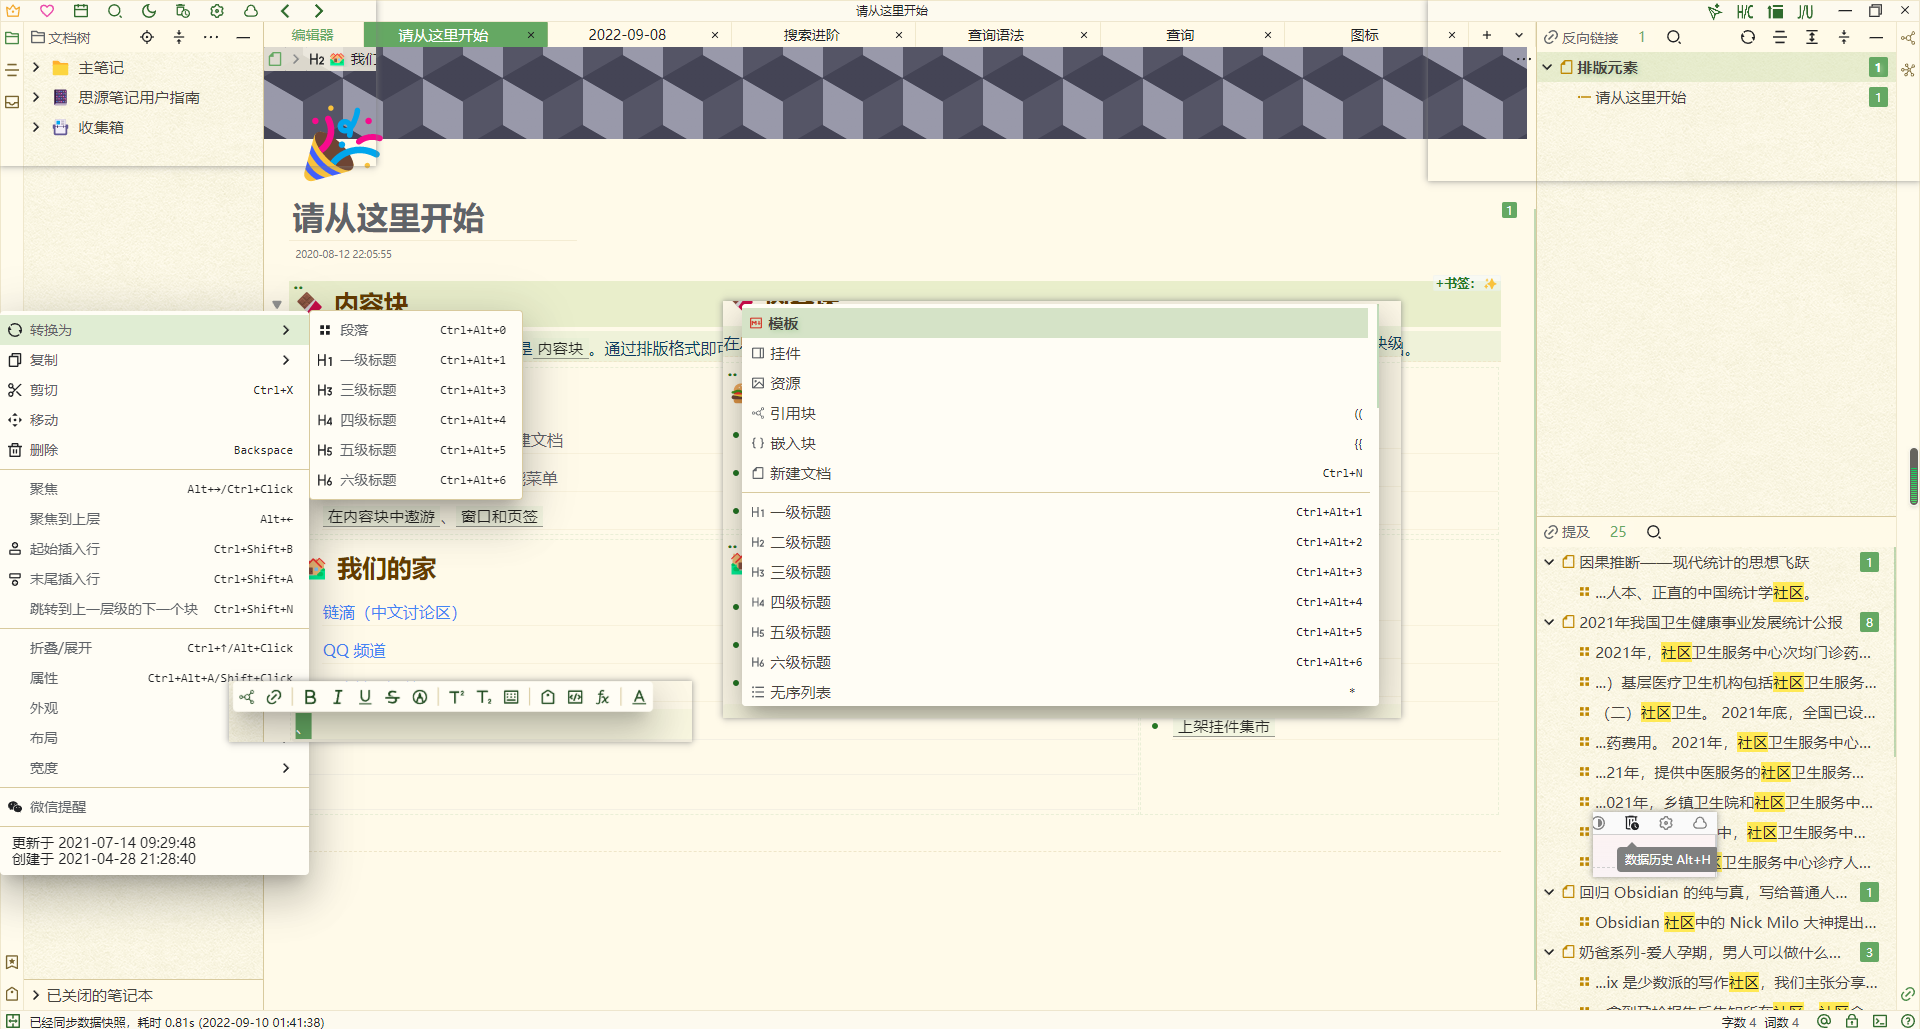 请从这里开始
H/C
J/U
文档树
编辑器
请从这里开始
2022-09-08
搜索进阶
查询语法
查询
图标
反向链接 1
主笔记
思源笔记用户指南
收集箱
H2 我们
排版元素 1
请从这里开始 1
请从这里开始
1
2020-08-12 22:05:55
+书签: ✨
内容块
转换为
复制
剪切 Ctrl+X
移动
删除 Backspace
聚焦 Alt+→/Ctrl+Click
聚焦到上层 Alt+←
起始插入行 Ctrl+Shift+B
末尾插入行 Ctrl+Shift+A
跳转到上一层级的下一个块 Ctrl+Shift+N
折叠/展开 Ctrl+↑/Alt+Click
属性 Ctrl+Alt+A/Shift+Click
外观
布局
宽度
微信提醒
更新于 2021-07-14 09:29:48
创建于 2021-04-28 21:28:40
段落 Ctrl+Alt+0
H1 一级标题 Ctrl+Alt+1
H3 三级标题 Ctrl+Alt+3
H4 四级标题 Ctrl+Alt+4
H5 五级标题 Ctrl+Alt+5
H6 六级标题 Ctrl+Alt+6
是 内容块 。通过排版格式即可
块级。
建文档
菜单
在内容块中遨游 、 窗口和页签
我们的家
链滴（中文讨论区）
QQ 频道
模板
挂件
资源
引用块 ((
嵌入块 {{
新建文档 Ctrl+N
H1 一级标题 Ctrl+Alt+1
H2 二级标题 Ctrl+Alt+2
H3 三级标题 Ctrl+Alt+3
H4 四级标题 Ctrl+Alt+4
H5 五级标题 Ctrl+Alt+5
H6 六级标题 Ctrl+Alt+6
无序列表 *
上架挂件集市
提及 25
因果推断——现代统计的思想飞跃 1
...人本、正直的中国统计学社区。
2021年我国卫生健康事业发展统计公报 8
2021年，社区卫生服务中心次均门诊药...
...）基层医疗卫生机构包括社区卫生服务...
（二）社区卫生。 2021年底，全国已设...
...药费用。 2021年，社区卫生服务中心...
...21年，提供中医服务的社区卫生服务...
...021年，乡镇卫生院和社区卫生服务中...
中，社区卫生服务中...
数据历史 Alt+H
区卫生服务中心诊疗人...
回归 Obsidian 的纯与真，写给普通人... 1
Obsidian 社区中的 Nick Milo 大神提出...
奶爸系列-爱人孕期，男人可以做什么... 3
...ix 是少数派的写作社区，我们主张分享...
已关闭的笔记本
已经同步数据快照，耗时 0.81s (2022-09-10 01:41:38)
字数 4 词数 4